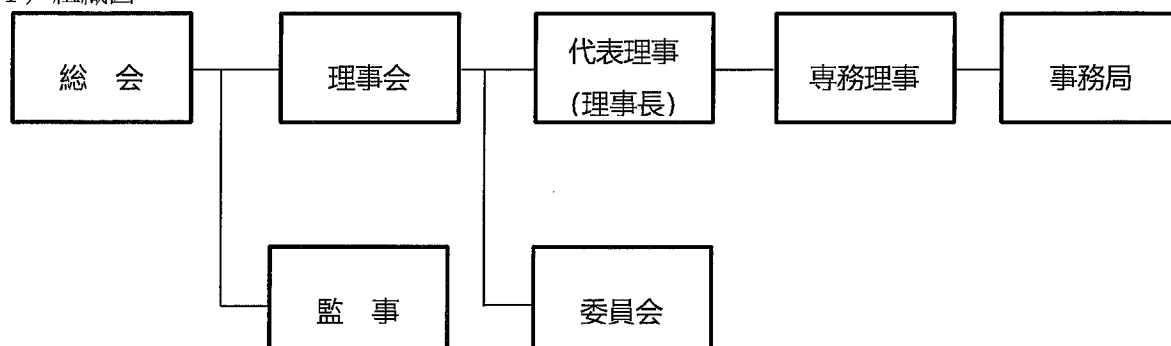 総　会
理事会
代表理事
(理事長)
専務理事
事務局
監　事
委員会